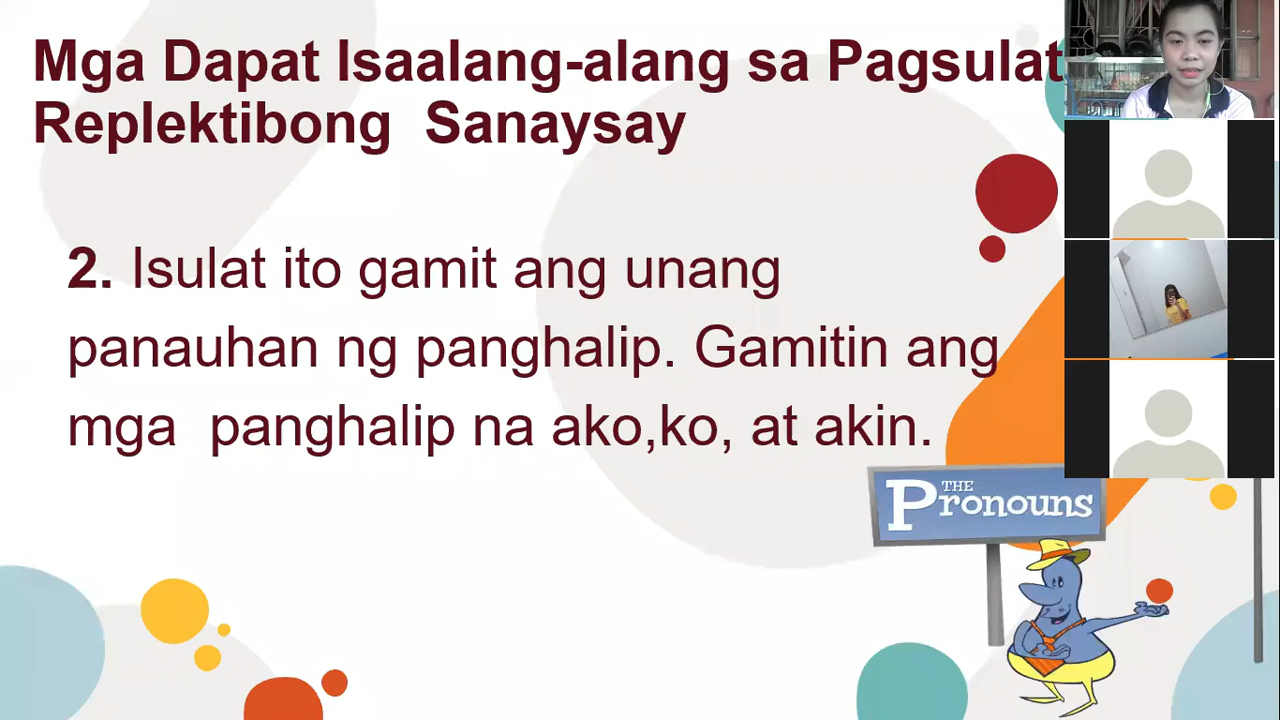 Mga Dapat Isaalang-alang sa Pagsulat
Replektibong Sanaysay
2. Isulat ito gamit ang unang
panauhan ng panghalip. Gamitin ang
mga panghalip na ako,ko, at akin.
THE
Pronouns